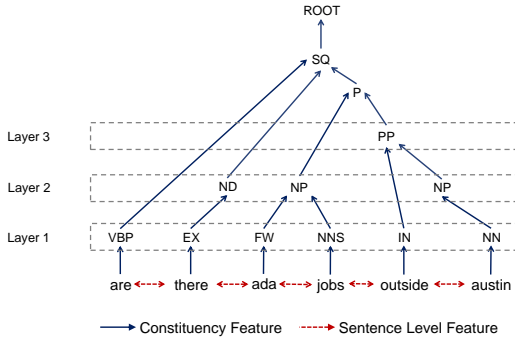 ROOT
SQ
P
Layer 3 PP
Layer 2 ND NP NP
Layer 1 VBP EX FW NNS IN NN
are there ada jobs outside austin
Constituency Feature Sentence Level Feature